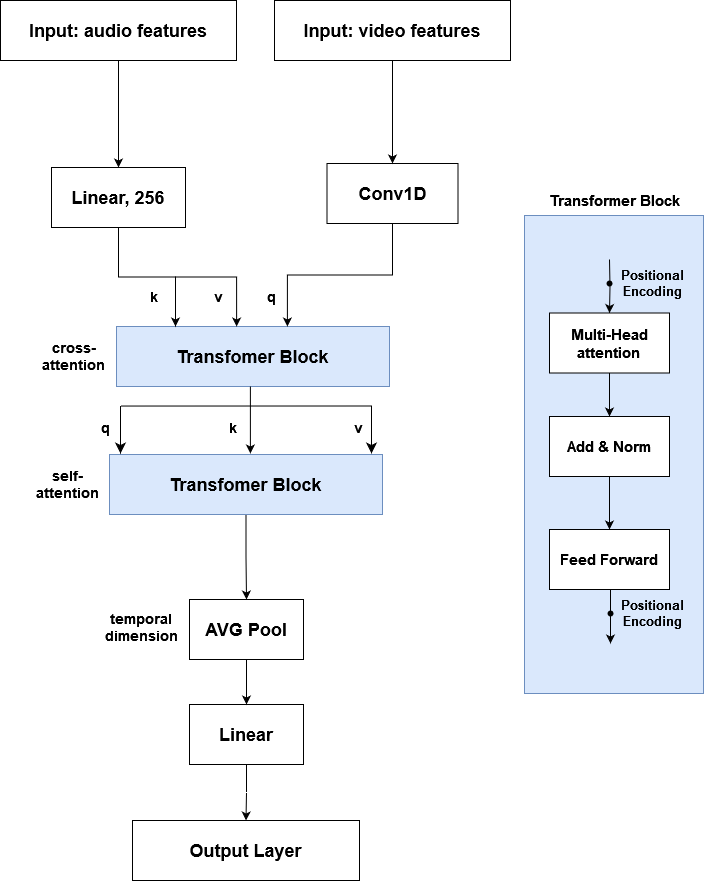 Input: audio features
Input: video features
Linear, 256
Conv1D
k
v
q
cross-
attention
Transfomer Block
q
k
v
self-
attention
Transfomer Block
temporal
dimension
AVG Pool
Linear
Output Layer
Transformer Block
Positional
Encoding
Multi-Head
attention
Add & Norm
Feed Forward
Positional
Encoding